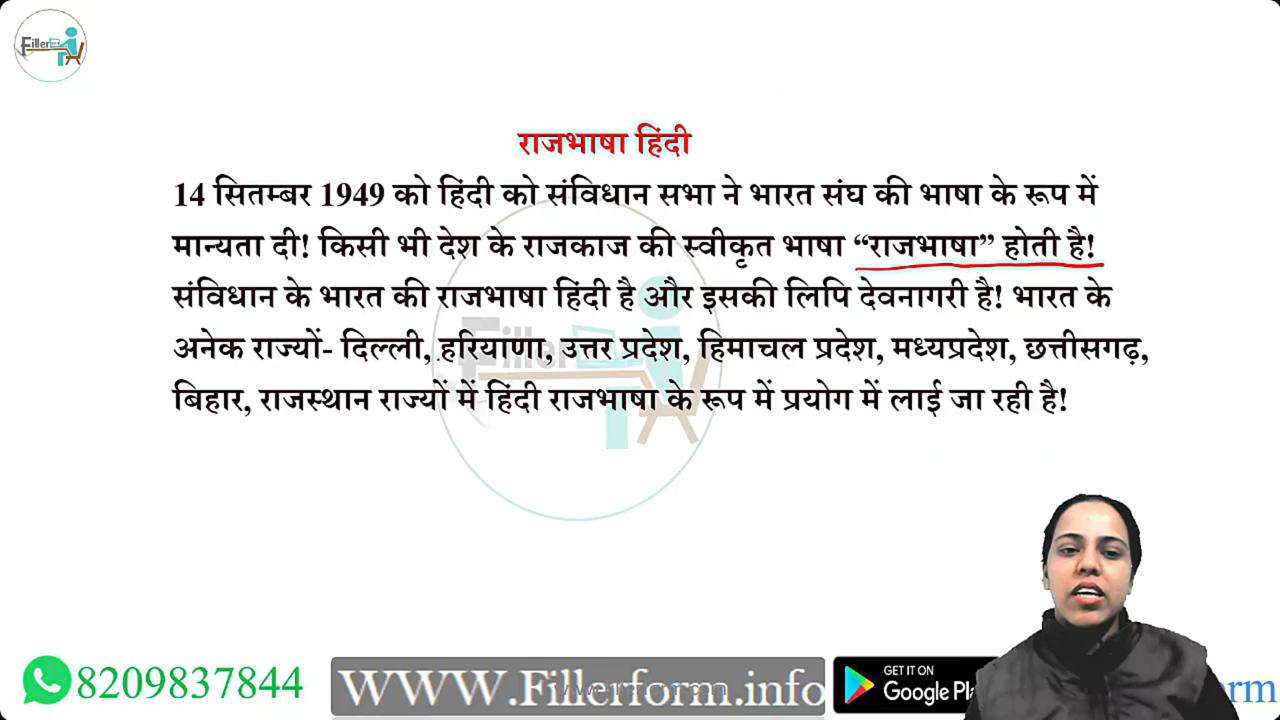 Filler
राजभाषा हिंदी
14 सितम्बर 1949 को हिंदी को संविधान सभा ने भारत संघ की भाषा के रूप में
मान्यता दी! किसी भी देश के राजकाज की स्वीकृत भाषा “राजभाषा” होती है!
संविधान के भारत की राजभाषा हिंदी है और इसकी लिपि देवनागरी है! भारत के
अनेक राज्यों- दिल्ली, हरियाणा, उत्तर प्रदेश, हिमाचल प्रदेश, मध्यप्रदेश, छत्तीसगढ़,
बिहार, राजस्थान राज्यों में हिंदी राजभाषा के रूप में प्रयोग में लाई जा रही है!
Filler
8209837844
WWW.Fillerform.info
GET IT ON
Google Pla
rm